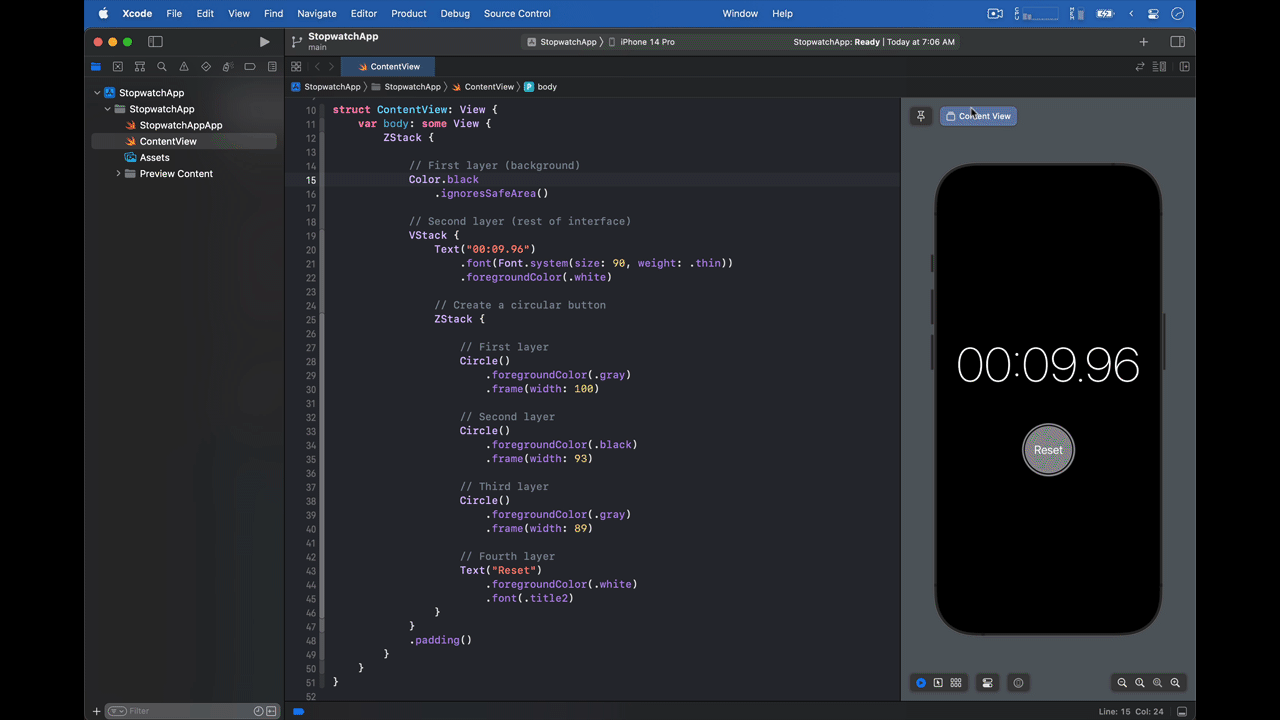 Xcode File Edit View Find Navigate Editor Product Debug Source Control Window Help
StopwatchApp
main
StopwatchApp iPhone 14 Pro
StopwatchApp: Ready | Today at 7:06 AM
ContentView
StopwatchApp StopwatchApp ContentView body
StopwatchApp
StopwatchApp
StopwatchAppApp
ContentView
Assets
Preview Content
Filter
10 struct ContentView: View {
11 var body: some View {
12 ZStack {
13
14 // First layer (background)
15 Color.black
16 .ignoresSafeArea()
17
18 // Second layer (rest of interface)
19 VStack {
20 Text("00:09.96")
21 .font(Font.system(size: 90, weight: .thin))
22 .foregroundColor(.white)
23
24 // Create a circular button
25 ZStack {
26
27 // First layer
28 Circle()
29 .foregroundColor(.gray)
30 .frame(width: 100)
31
32 // Second layer
33 Circle()
34 .foregroundColor(.black)
35 .frame(width: 93)
36
37 // Third layer
38 Circle()
39 .foregroundColor(.gray)
40 .frame(width: 89)
41
42 // Fourth layer
43 Text("Reset")
44 .foregroundColor(.white)
45 .font(.title2)
46 }
47 }
48 .padding()
49 }
50 }
51 }
52
Content View
00:09.96
Reset
Line: 15 Col: 24